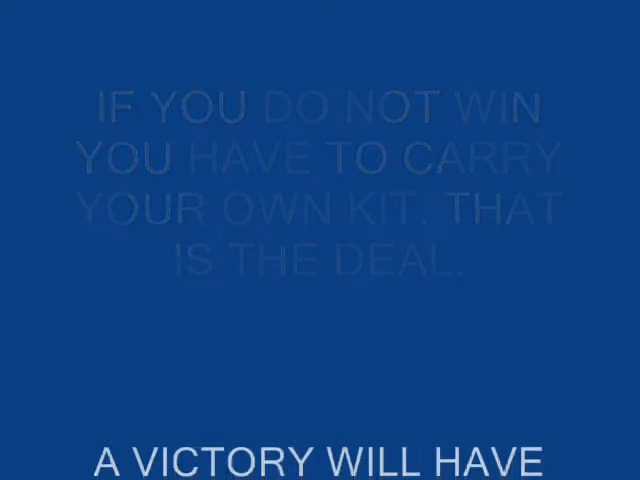 IF YOU DO NOT WIN
YOU HAVE TO CARRY
YOUR OWN KIT. THAT
IS THE DEAL.
A VICTORY WILL HAVE